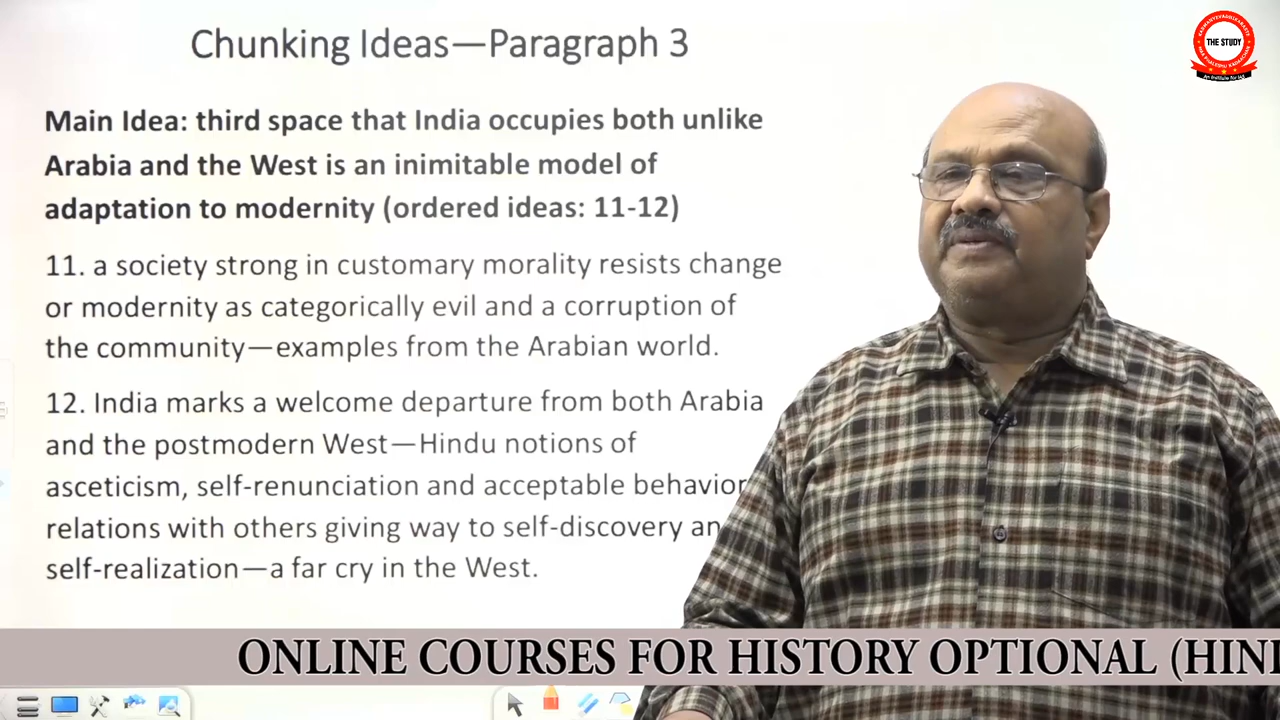 Chunking Ideas—Paragraph 3
THE STUDY
An Institute for IAS
Main Idea: third space that India occupies both unlike
Arabia and the West is an inimitable model of
adaptation to modernity (ordered ideas: 11-12)
11. a society strong in customary morality resists change
or modernity as categorically evil and a corruption of
the community—examples from the Arabian world.
12. India marks a welcome departure from both Arabia
and the postmodern West—Hindu notions of
asceticism, self-renunciation and acceptable behavior
relations with others giving way to self-discovery an
self-realization—a far cry in the West.
ONLINE COURSES FOR HISTORY OPTIONAL (HIN